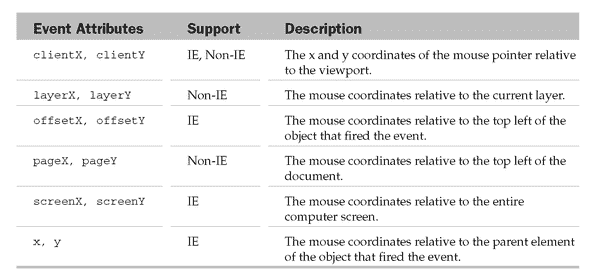 Event Attributes Support Description
clientX, clientY IE, Non-IE The x and y coordinates of the mouse pointer relative
to the viewport.
layerX, layerY Non-IE The mouse coordinates relative to the current layer.
offsetX, offsetY IE The mouse coordinates relative to the top left of the
object that fired the event.
pageX, pageY Non-IE The mouse coordinates relative to the top left of the
document.
screenX, screenY IE The mouse coordinates relative to the entire
computer screen.
x, y IE The mouse coordinates relative to the parent element
of the object that fired the event.